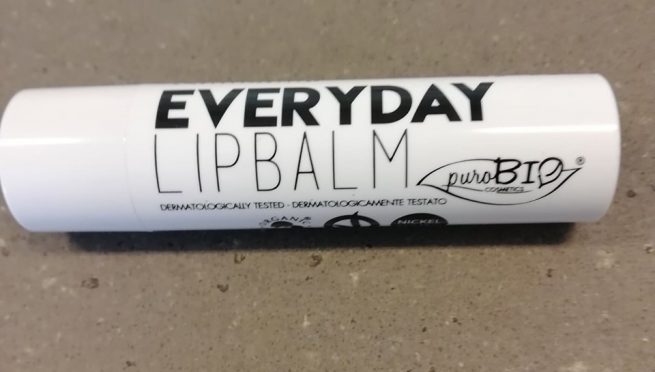 EVERYDAY
LIPBALM
puroBIO®
COSMETICS
DERMATOLOGICALLY TESTED - DERMATOLOGICAMENTE TESTATO
NICKEL